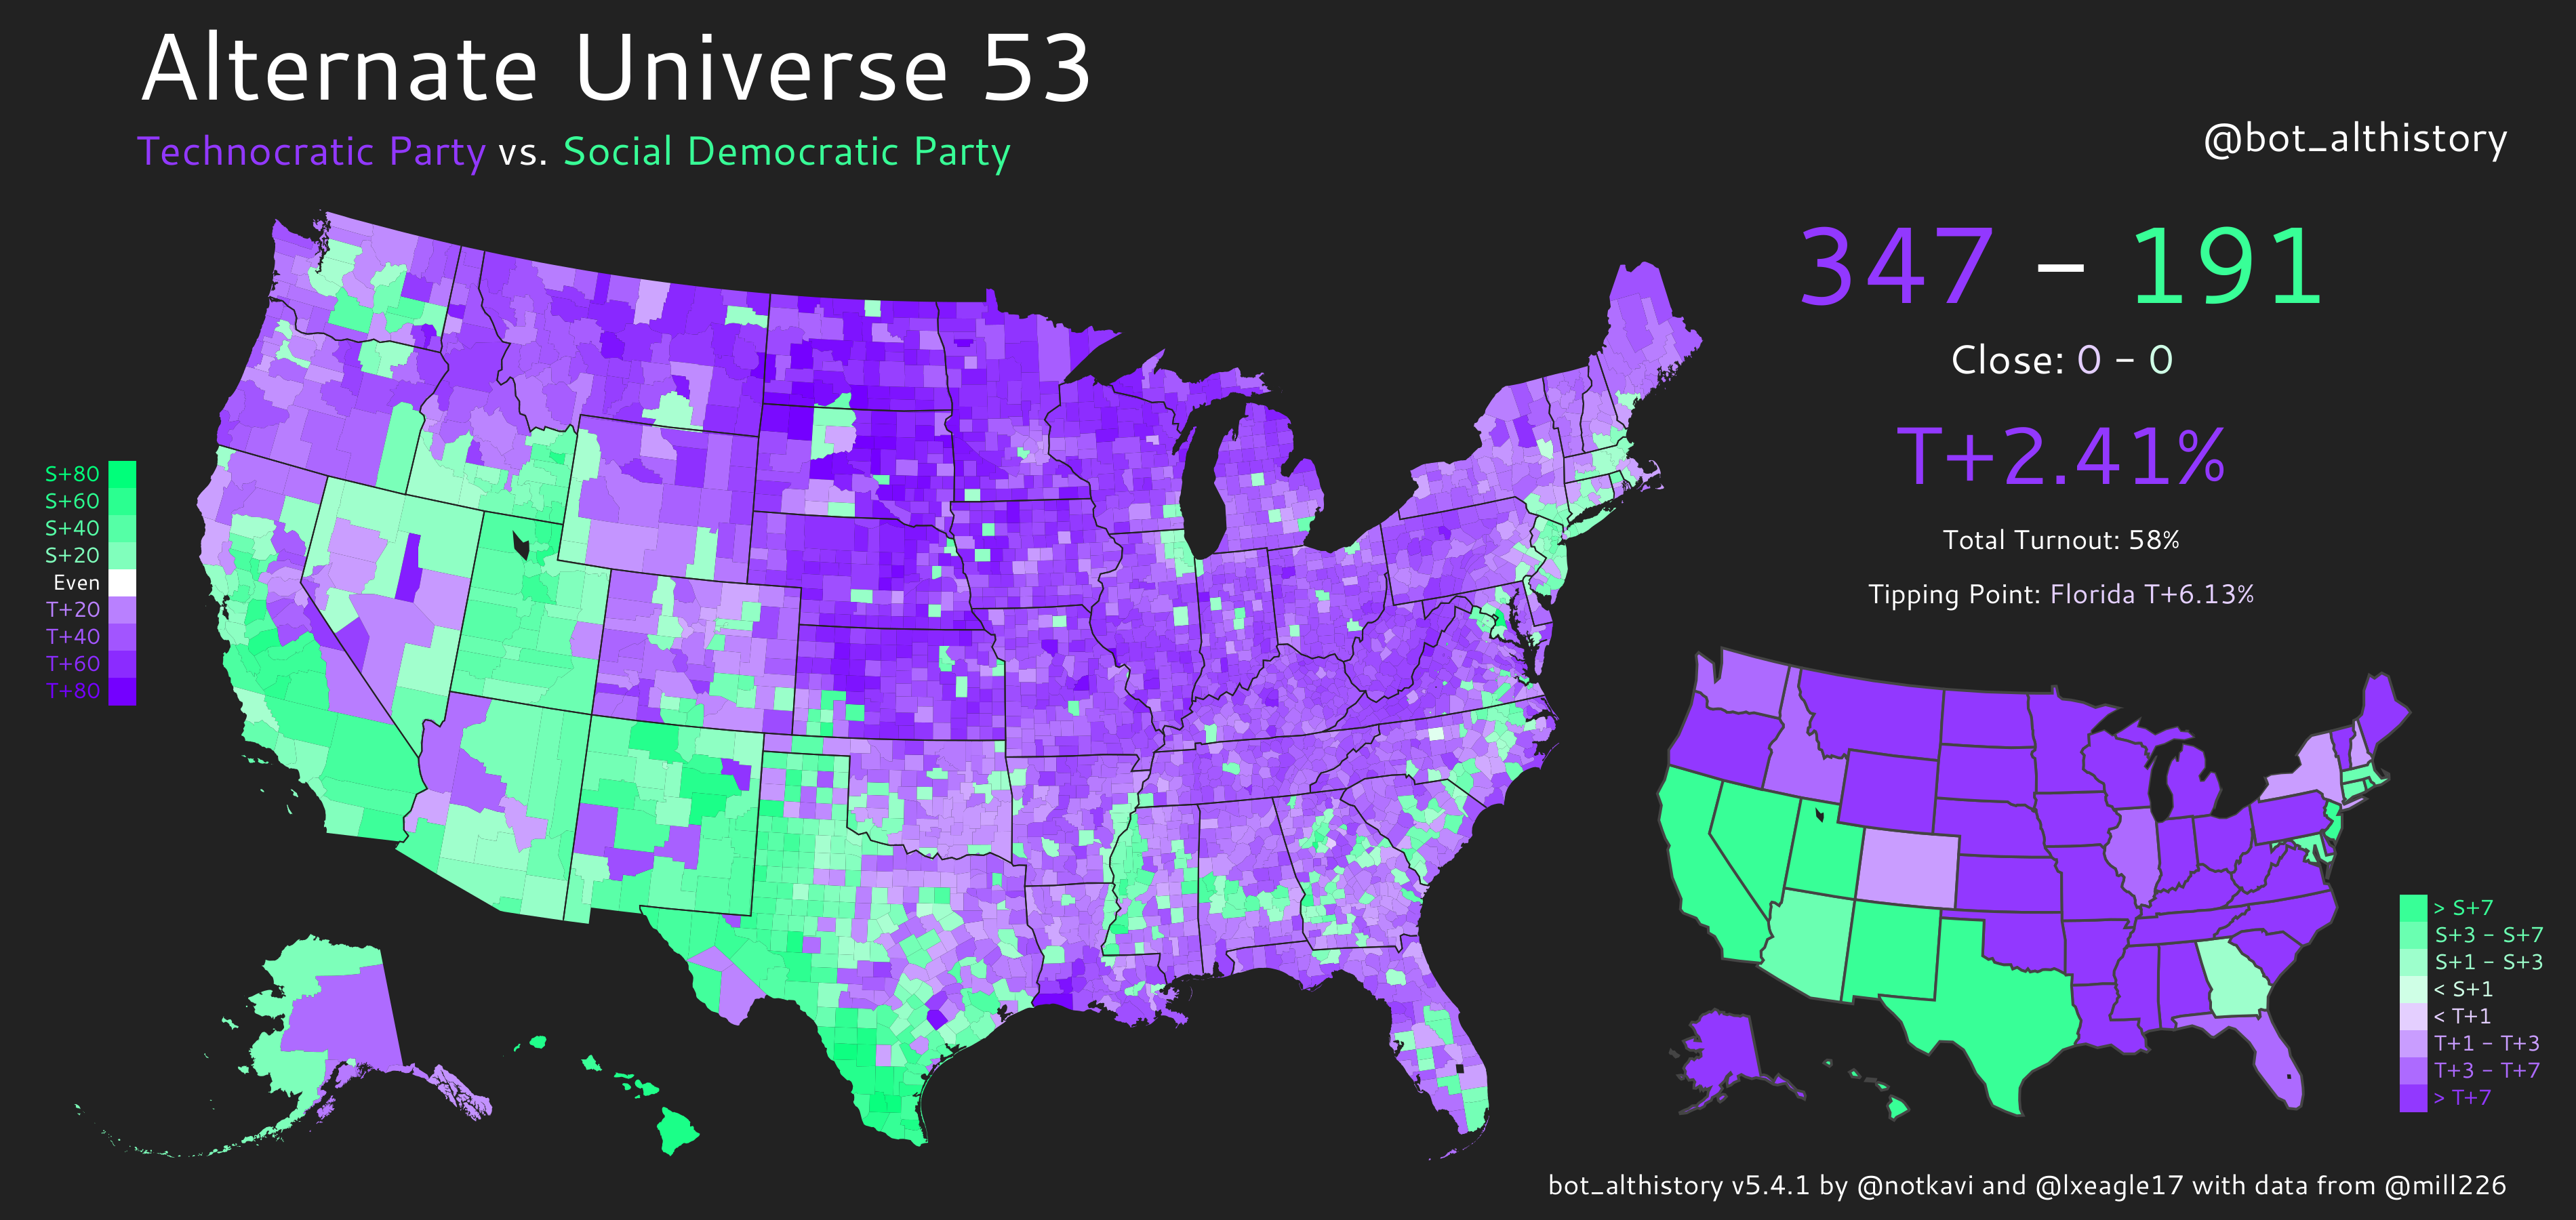 Alternate Universe 53
Technocratic Party vs. Social Democratic Party
@bot_althistory
347 – 191
Close: 0 – 0
T+2.41%
Total Turnout: 58%
Tipping Point: Florida T+6.13%
S+80
S+60
S+40
S+20
Even
T+20
T+40
T+60
T+80
> S+7
S+3 – S+7
S+1 – S+3
< S+1
< T+1
T+1 – T+3
T+3 – T+7
> T+7
bot_althistory v5.4.1 by @notkavi and @lxeagle17 with data from @mill226